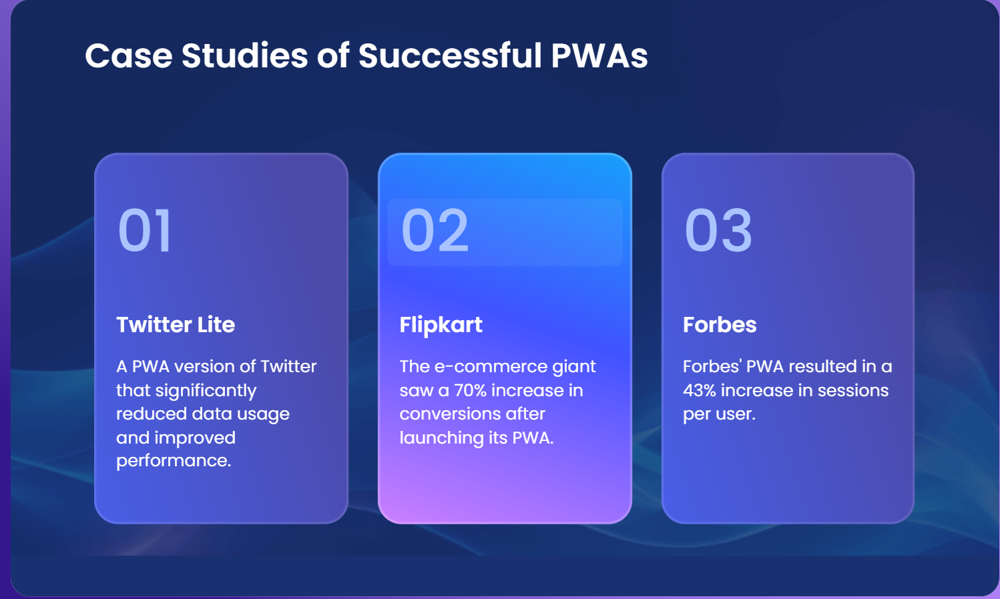 Case Studies of Successful PWAs
01
Twitter Lite
A PWA version of Twitter
that significantly
reduced data usage
and improved
performance.
02
Flipkart
The e-commerce giant
saw a 70% increase in
conversions after
launching its PWA.
03
Forbes
Forbes' PWA resulted in a
43% increase in sessions
per user.